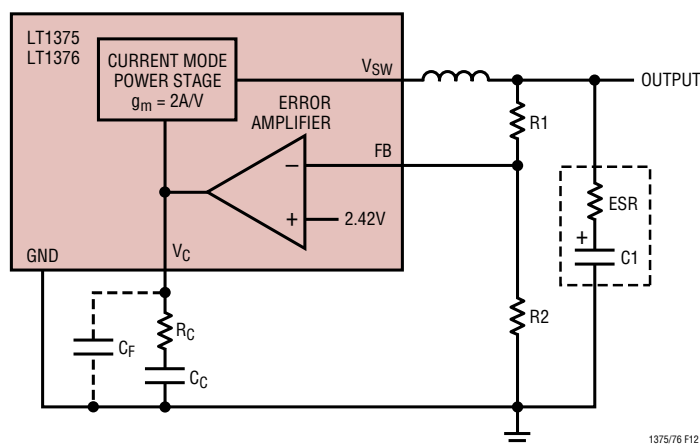 LT1375
LT1376
CURRENT MODE
POWER STAGE
gm = 2A/V
VSW
OUTPUT
ERROR
AMPLIFIER
R1
FB
−
+
2.42V
ESR
+
C1
GND
VC
R2
RC
CF
CC
1375/76 F12